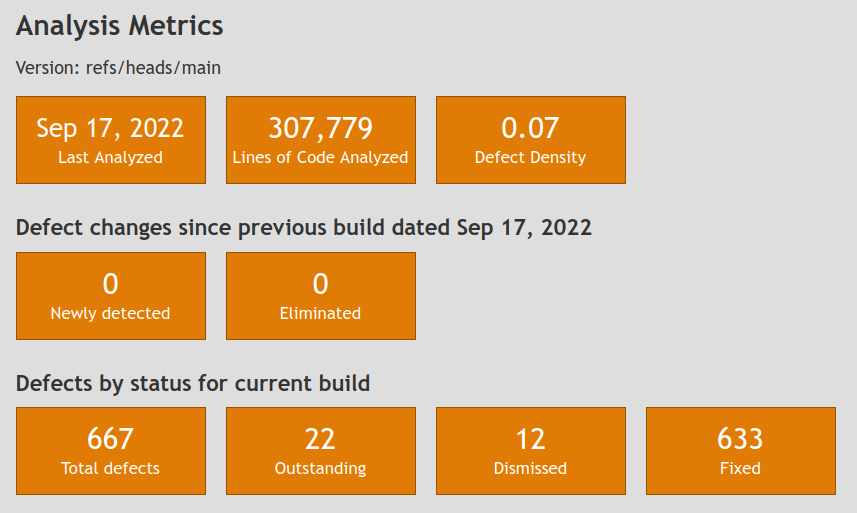 Analysis Metrics
Version: refs/heads/main
Sep 17, 2022
Last Analyzed
307,779
Lines of Code Analyzed
0.07
Defect Density
Defect changes since previous build dated Sep 17, 2022
0
Newly detected
0
Eliminated
Defects by status for current build
667
Total defects
22
Outstanding
12
Dismissed
633
Fixed